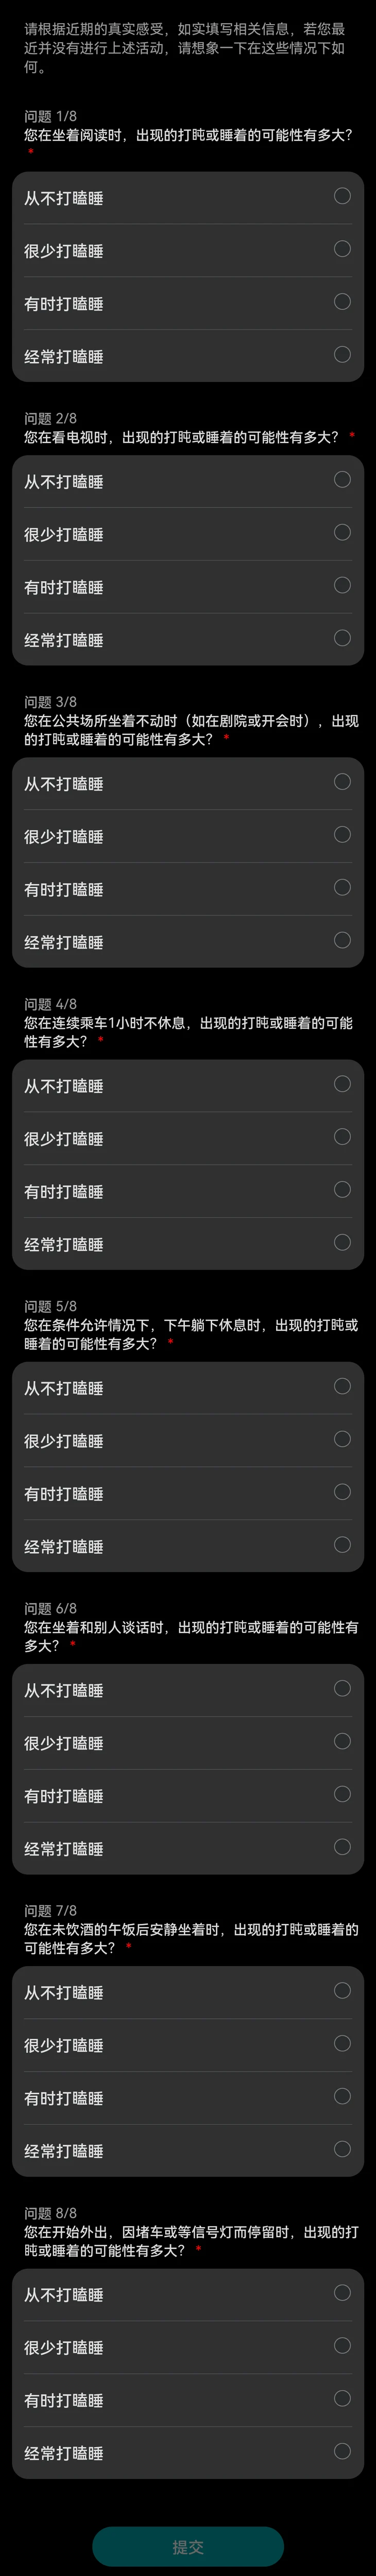 请根据近期的真实感受，如实填写相关信息，若您最
近并没有进行上述活动，请想象一下在这些情况下如
何。
问题 1/8
您在坐着阅读时，出现的打盹或睡着的可能性有多大？
*
从不打瞌睡
很少打瞌睡
有时打瞌睡
经常打瞌睡
问题 2/8
您在看电视时，出现的打盹或睡着的可能性有多大？ *
从不打瞌睡
很少打瞌睡
有时打瞌睡
经常打瞌睡
问题 3/8
您在公共场所坐着不动时（如在剧院或开会时），出现
的打盹或睡着的可能性有多大？ *
从不打瞌睡
很少打瞌睡
有时打瞌睡
经常打瞌睡
问题 4/8
您在连续乘车1小时不休息，出现的打盹或睡着的可能
性有多大？ *
从不打瞌睡
很少打瞌睡
有时打瞌睡
经常打瞌睡
问题 5/8
您在条件允许情况下，下午躺下休息时，出现的打盹或
睡着的可能性有多大？ *
从不打瞌睡
很少打瞌睡
有时打瞌睡
经常打瞌睡
问题 6/8
您在坐着和别人谈话时，出现的打盹或睡着的可能性有
多大？ *
从不打瞌睡
很少打瞌睡
有时打瞌睡
经常打瞌睡
问题 7/8
您在未饮酒的午饭后安静坐着时，出现的打盹或睡着的
可能性有多大？ *
从不打瞌睡
很少打瞌睡
有时打瞌睡
经常打瞌睡
问题 8/8
您在开始外出，因堵车或等信号灯而停留时，出现的打
盹或睡着的可能性有多大？ *
从不打瞌睡
很少打瞌睡
有时打瞌睡
经常打瞌睡
提交